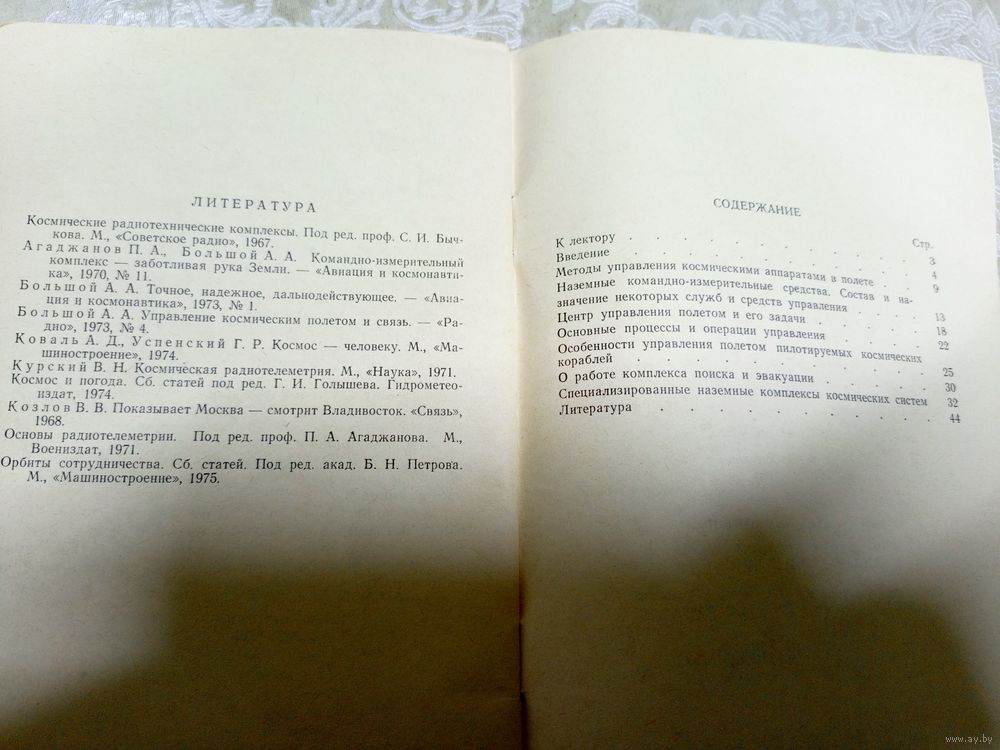 ЛИТЕРАТУРА
Космические радиотехнические комплексы. Под ред. проф. С. И. Быч-
кова. М., «Советское радио», 1967.
Агаджанов П. А., Большой А. А. Командно-измерительный
комплекс — заботливая рука Земли. — «Авиация и космонавти-
ка», 1970, № 11.
Большой А. А. Точное, надежное, дальнодействующее. — «Авиа-
ция и космонавтика», 1973, № 1.
Большой А. А. Управление космическим полетом и связь. — «Ра-
дио», 1973, № 4.
Коваль А. Д., Успенский Г. Р. Космос — человеку. М., «Ма-
шиностроение», 1974.
Курский В. Н. Космическая радиотелеметрия. М., «Наука», 1971.
Космос и погода. Сб. статей под ред. Г. И. Голышева. Гидрометео-
издат, 1974.
Козлов В. В. Показывает Москва — смотрит Владивосток. «Связь»,
1968.
Основы радиотелеметрии. Под ред. проф. П. А. Агаджанова. М.,
Воениздат, 1971.
Орбиты сотрудничества. Сб. статей. Под ред. акад. Б. Н. Петрова.
М., «Машиностроение», 1975.
СОДЕРЖАНИЕ
Стр.
К лектору . . . . . . . . . 3
Введение . . . . . . . . . 4
Методы управления космическими аппаратами в полете . . 9
Наземные командно-измерительные средства. Состав и на-
значение некоторых служб и средств управления . . . 13
Центр управления полетом и его задачи . . . . . 18
Основные процессы и операции управления . . . . 22
Особенности управления полетом пилотируемых космических
кораблей . . . . . . . . . 25
О работе комплекса поиска и эвакуации . . . . . 30
Специализированные наземные комплексы космических систем 32
Литература . . . . . . . . . 44
www.ay.by